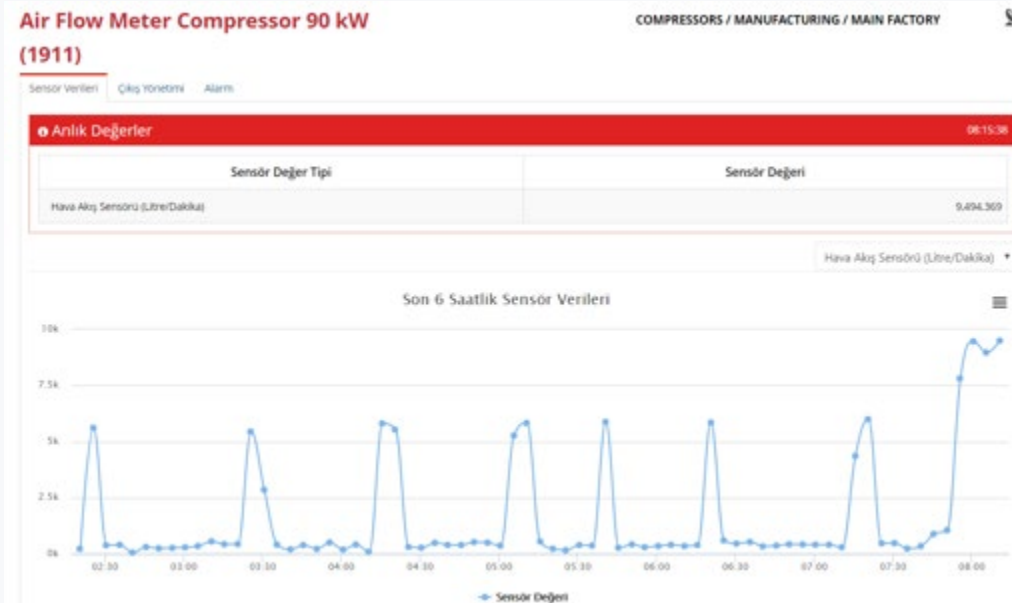 Air Flow Meter Compressor 90 kW
(1911)
COMPRESSORS / MANUFACTURING / MAIN FACTORY
Sensör Verileri Çıkış Yönetimi Alarm
Anlık Değerler 08:15:38
Sensör Değer Tipi Sensör Değeri
Hava Akış Sensörü (Litre/Dakika) 9,494.369
Hava Akış Sensörü (Litre/Dakika)
Son 6 Saatlik Sensör Verileri
10k
7.5k
5k
2.5k
0k
02:30 03:00 03:30 04:00 04:30 05:00 05:30 06:00 06:30 07:00 07:30 08:00
Sensör Değeri